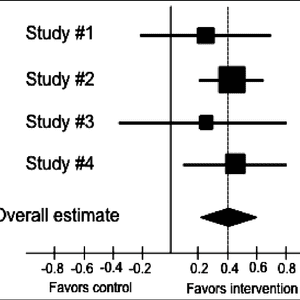 Study #1
Study #2
Study #3
Study #4
Overall estimate
-0.8 -0.6 -0.4 -0.2 0.2 0.4 0.6 0.8
Favors control Favors intervention